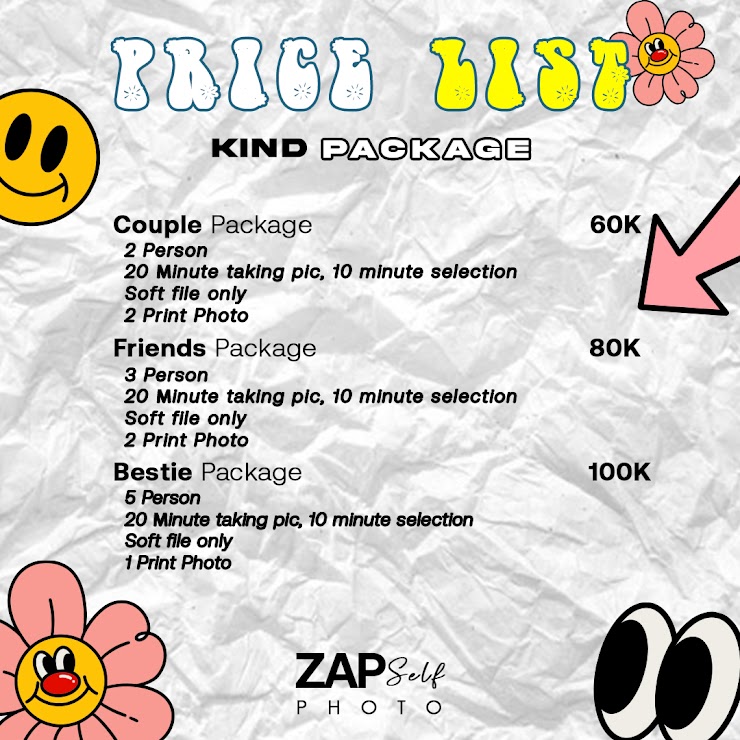 PRICE LIST
KIND PACKAGE
Couple Package 60K
2 Person
20 Minute taking pic, 10 minute selection
Soft file only
2 Print Photo
Friends Package 80K
3 Person
20 Minute taking pic, 10 minute selection
Soft file only
2 Print Photo
Bestie Package 100K
5 Person
20 Minute taking pic, 10 minute selection
Soft file only
1 Print Photo
ZAP Self
PHOTO